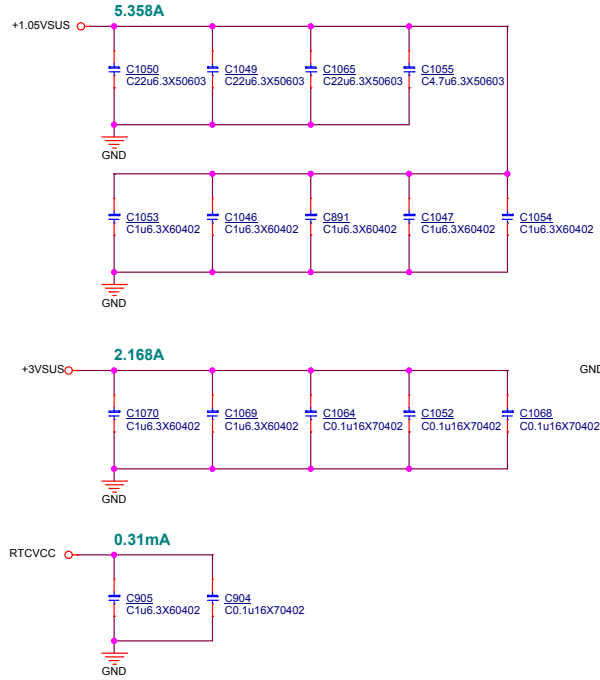 5.358A
+1.05VSUS
C1050 C1049 C1065 C1055
C22u6.3X50603 C22u6.3X50603 C22u6.3X50603 C4.7u6.3X50603
GND
C1053 C1046 C891 C1047 C1054
C1u6.3X60402 C1u6.3X60402 C1u6.3X60402 C1u6.3X60402 C1u6.3X60402
GND
2.168A
+3VSUS GND
C1070 C1069 C1064 C1052 C1068
C1u6.3X60402 C1u6.3X60402 C0.1u16X70402 C0.1u16X70402 C0.1u16X70402
GND
0.31mA
RTCVCC
C905 C904
C1u6.3X60402 C0.1u16X70402
GND